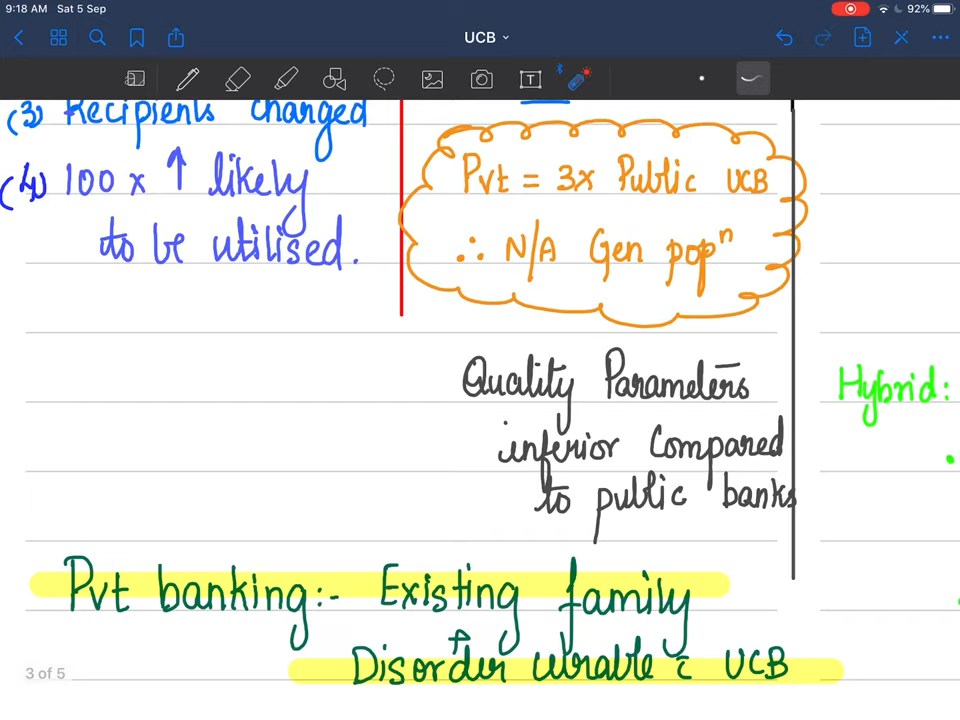 9:18 AM Sat 5 Sep
92%
UCB
T
(3) Recipients changed
(4) 100 x ↑ likely
to be utilised.
Pvt = 3x Public UCB
∴ N/A Gen popⁿ
Quality Parameters
inferior compared
to public banks
Hybrid:
Pvt banking:- Existing family
Disorder curable c̄ UCB
3 of 5